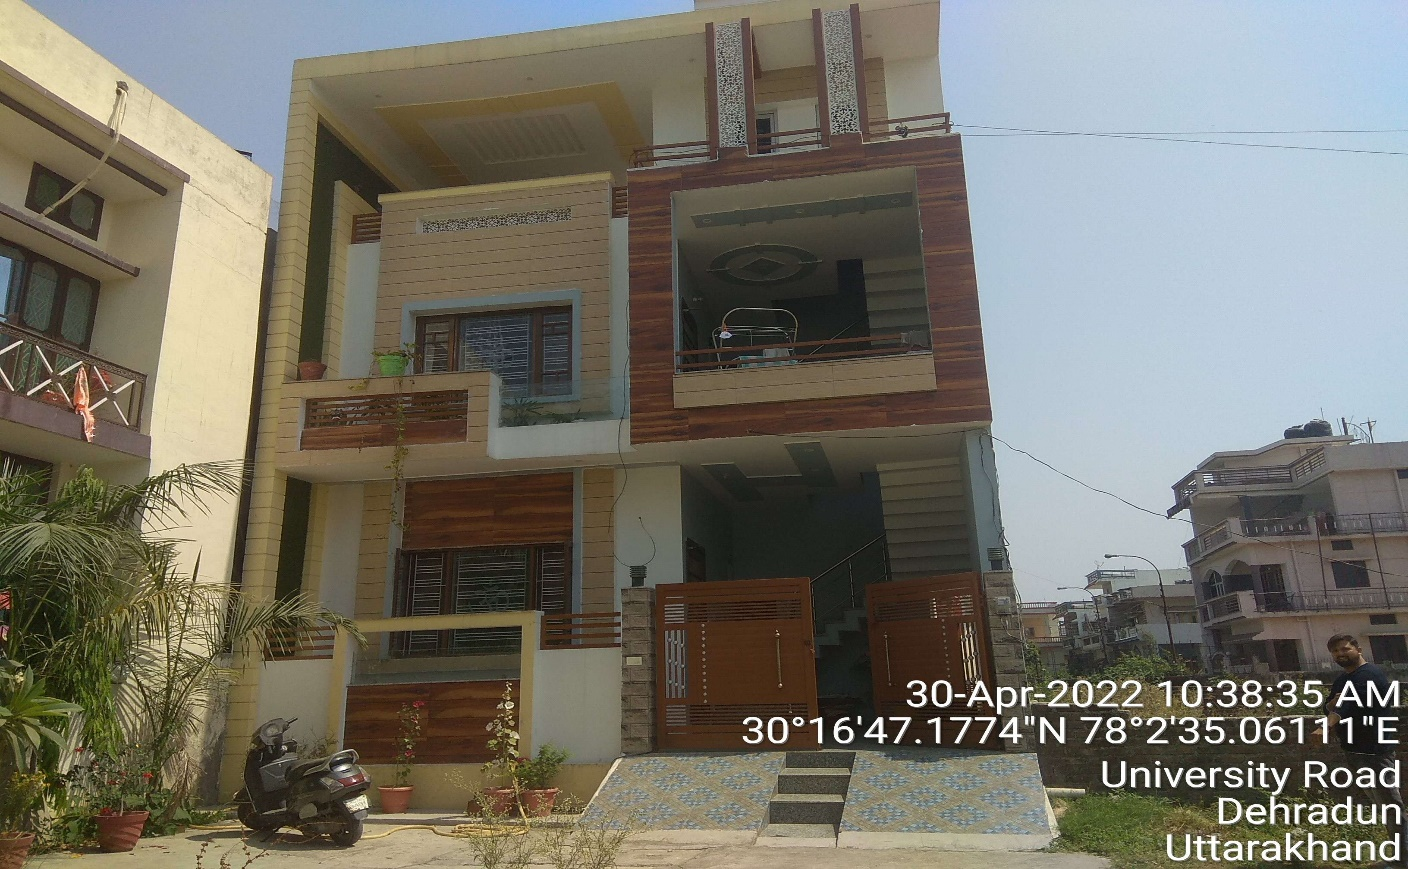 30-Apr-2022 10:38:35 AM
30°16'47.1774"N 78°2'35.06111"E
University Road
Dehradun
Uttarakhand